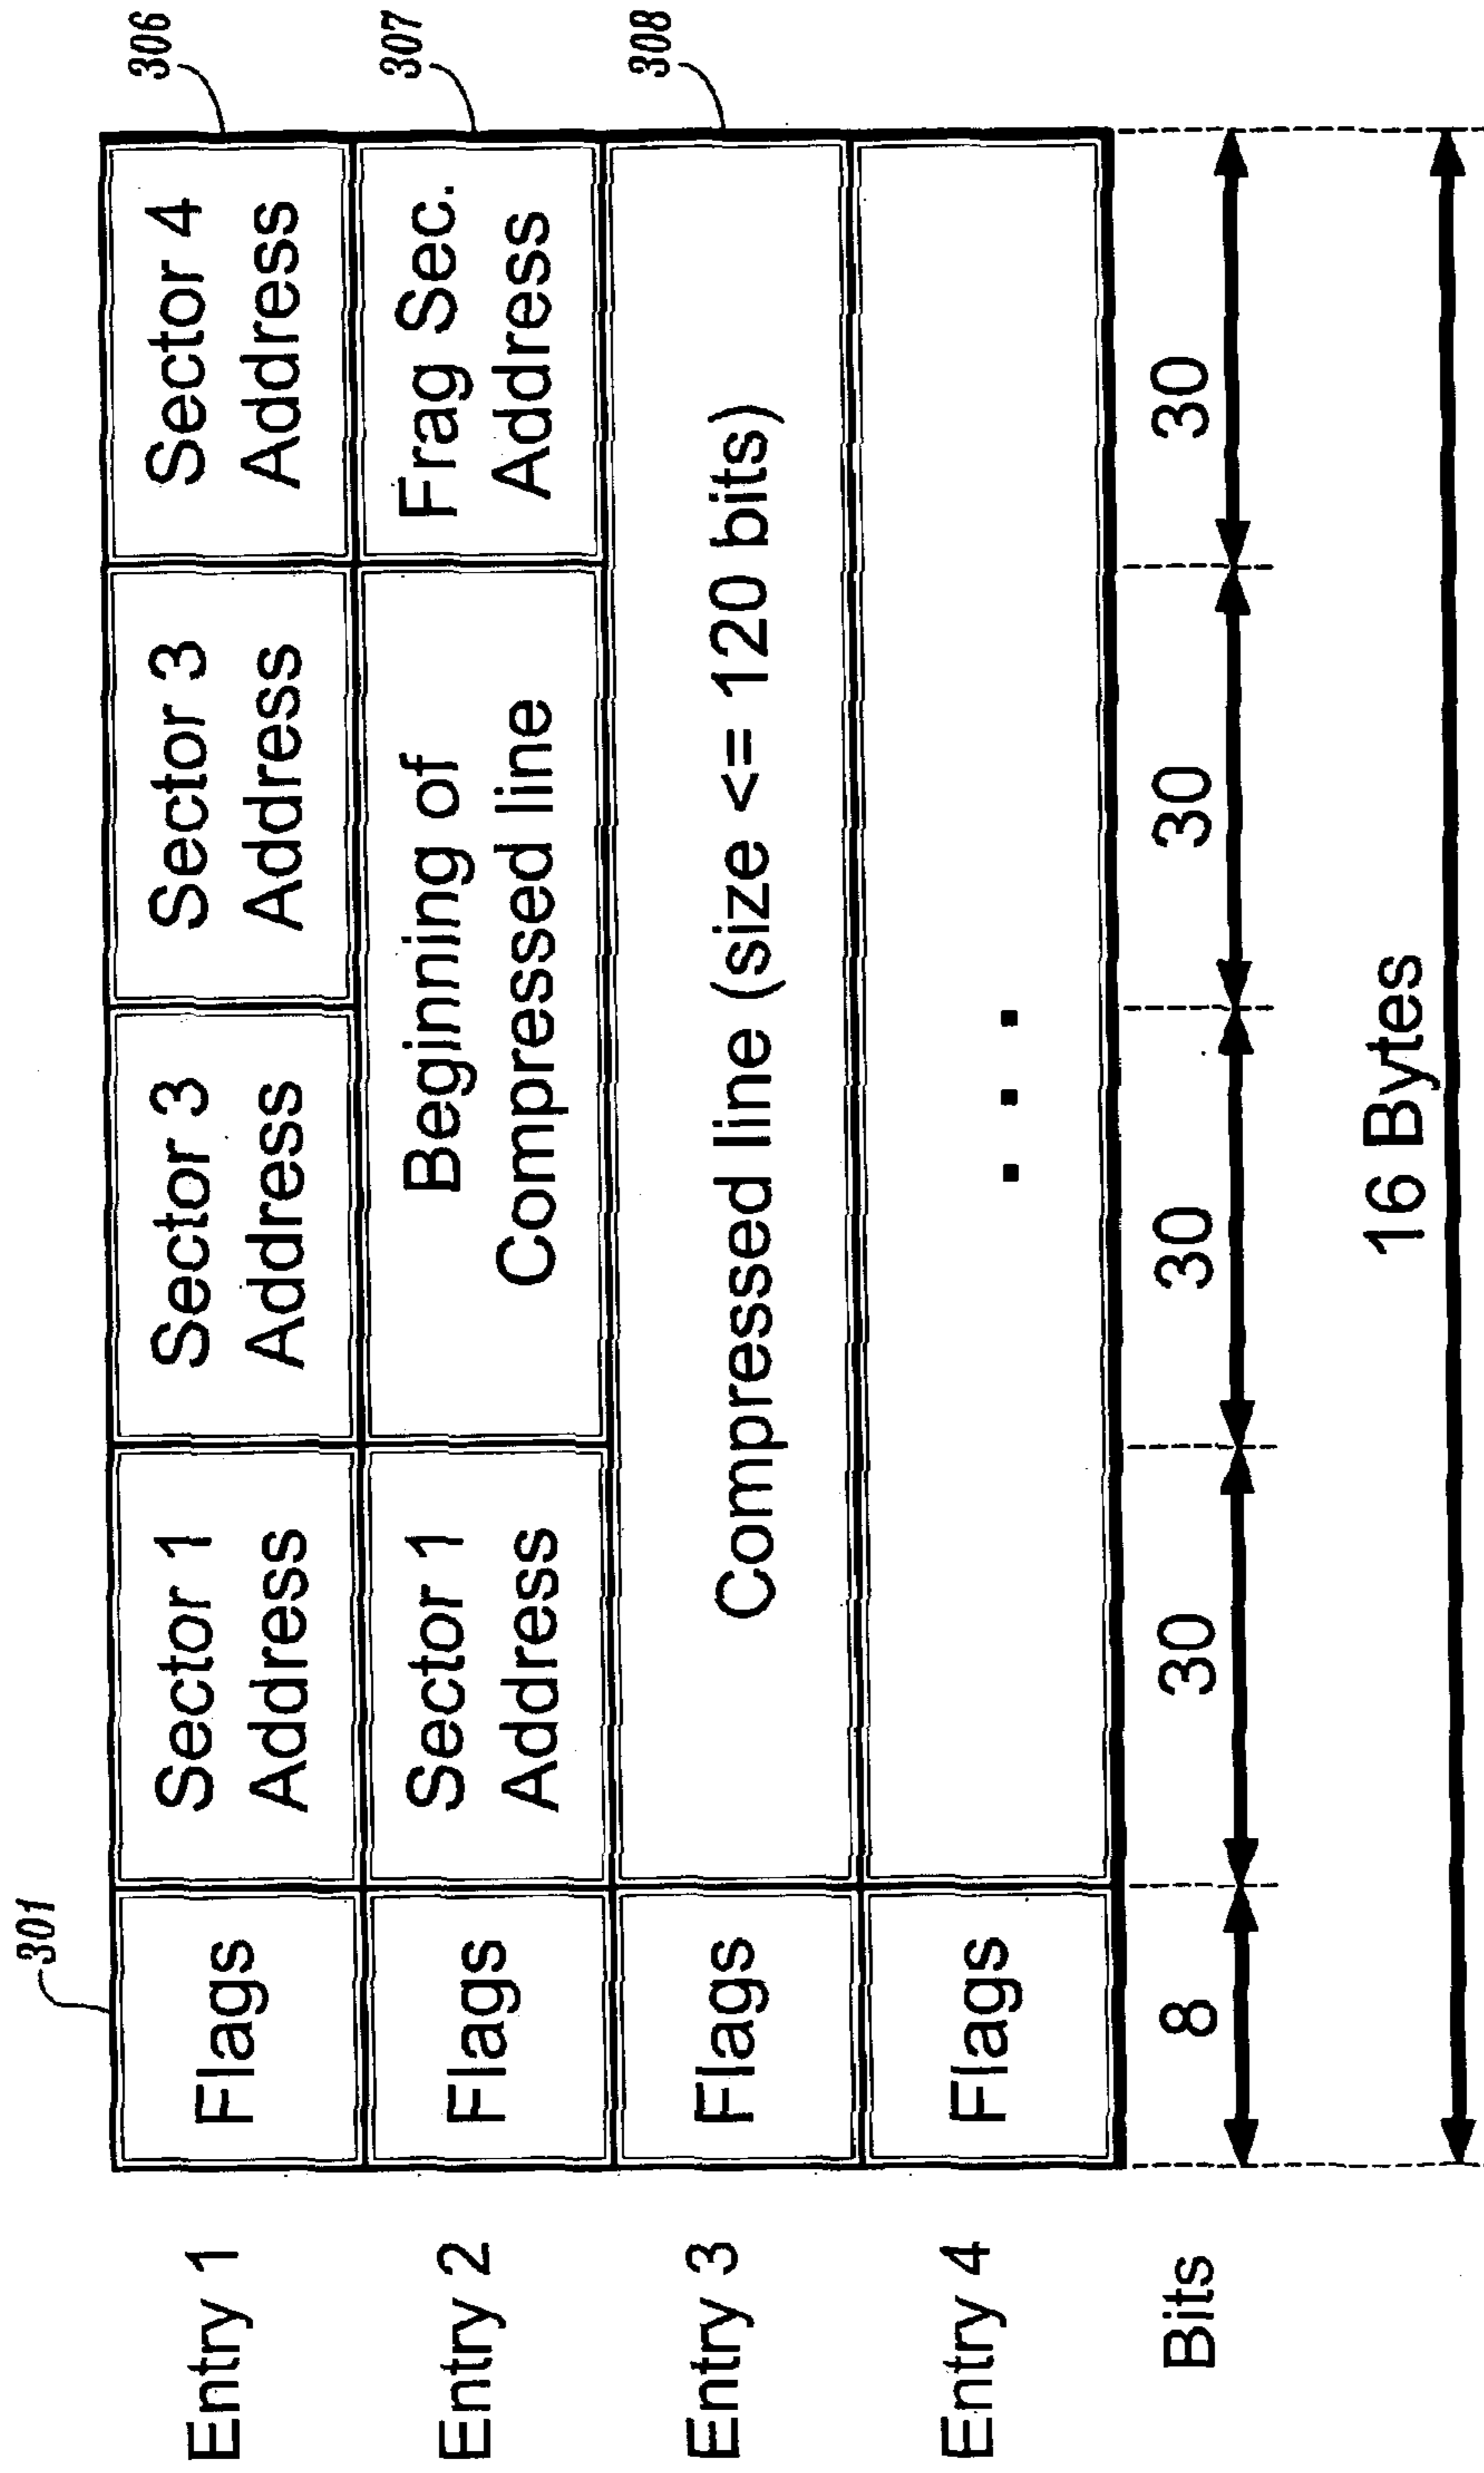 301
306
307
308
Entry 1
Flags
Sector 1
Address
Sector 3
Address
Sector 3
Address
Sector 4
Address
Entry 2
Flags
Sector 1
Address
Beginning of
Compressed line
Frag Sec.
Address
Entry 3
Flags
Compressed line (size <= 120 bits)
Entry 4
Flags
. . .
Bits
8
30
30
30
30
16 Bytes